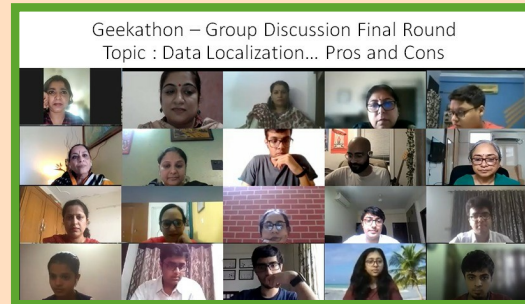 Geekathon – Group Discussion Final Round
Topic : Data Localization... Pros and Cons